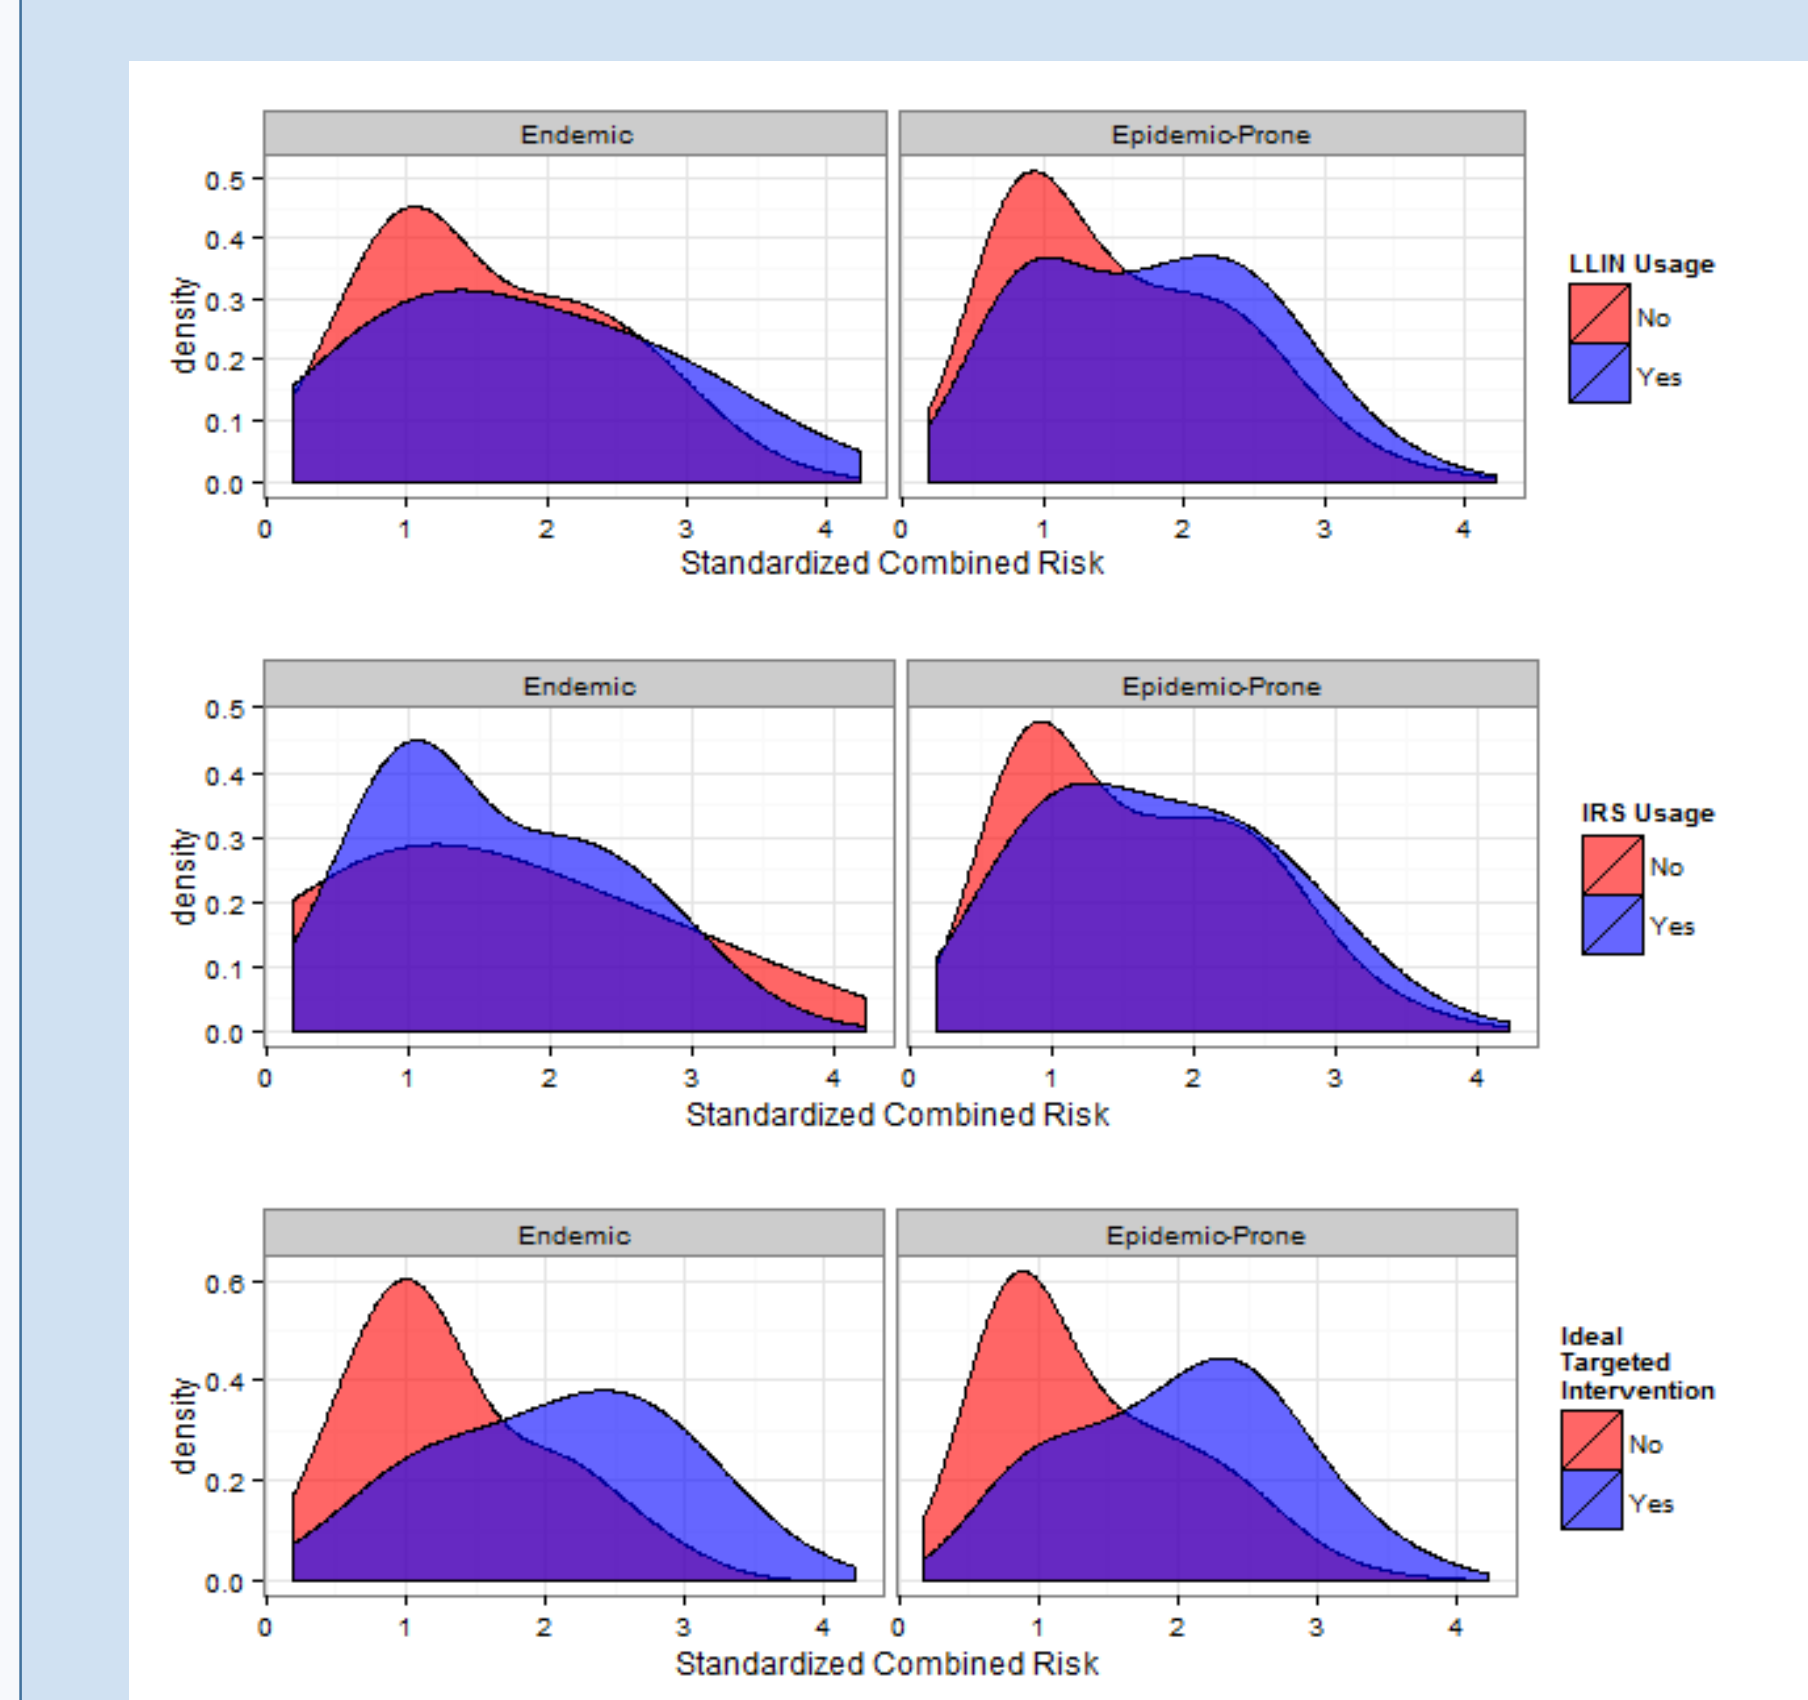 Endemic Epidemic-Prone
0.5
0.4
0.3
0.2
0.1
0.0
density
0 1 2 3 4 0 1 2 3 4
Standardized Combined Risk
LLIN Usage
No
Yes
Endemic Epidemic-Prone
0.5
0.4
0.3
0.2
0.1
0.0
density
0 1 2 3 4 0 1 2 3 4
Standardized Combined Risk
IRS Usage
No
Yes
Endemic Epidemic-Prone
0.6
0.4
0.2
0.0
density
0 1 2 3 4 0 1 2 3 4
Standardized Combined Risk
Ideal
Targeted
Intervention
No
Yes